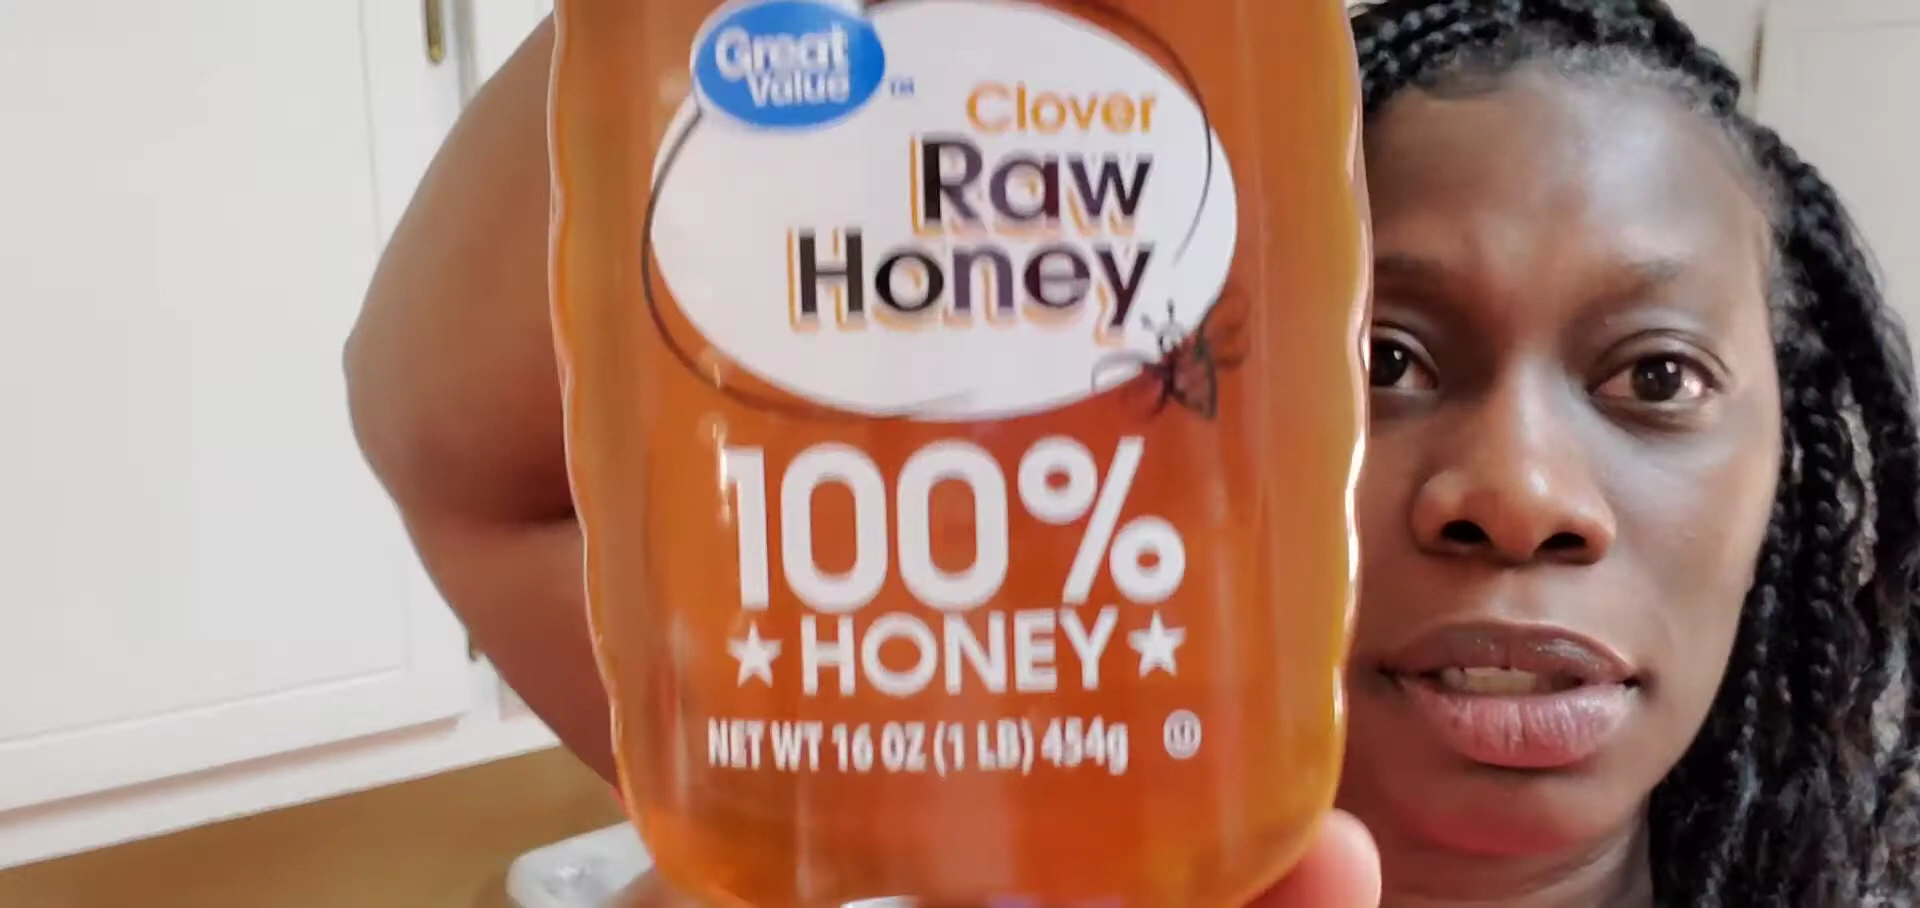 Great
Value ™
Clover
Raw
Honey
100%
★ HONEY ★
NET WT 16 OZ (1 LB) 454g Ⓤ